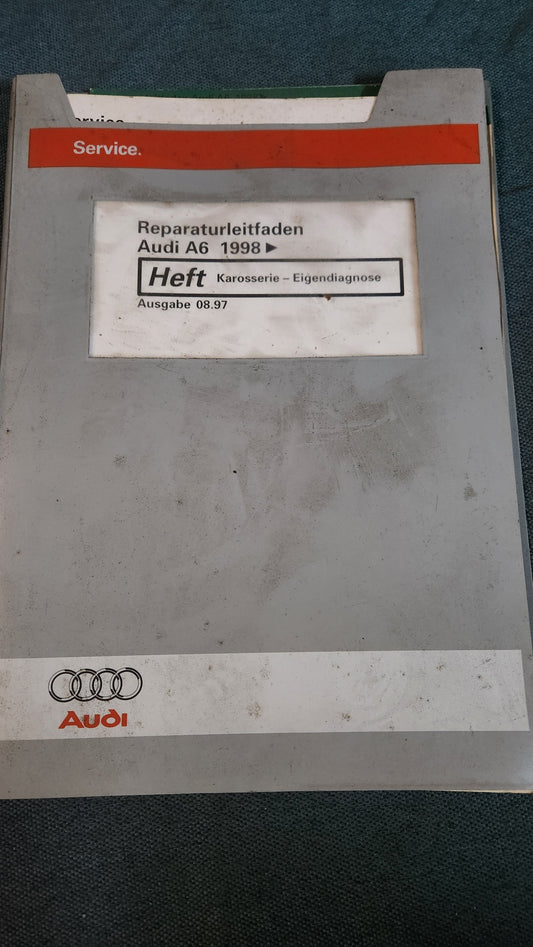 Service.
Reparaturleitfaden
Audi A6 1998 ►
Heft Karosserie – Eigendiagnose
Ausgabe 08.97
Audi